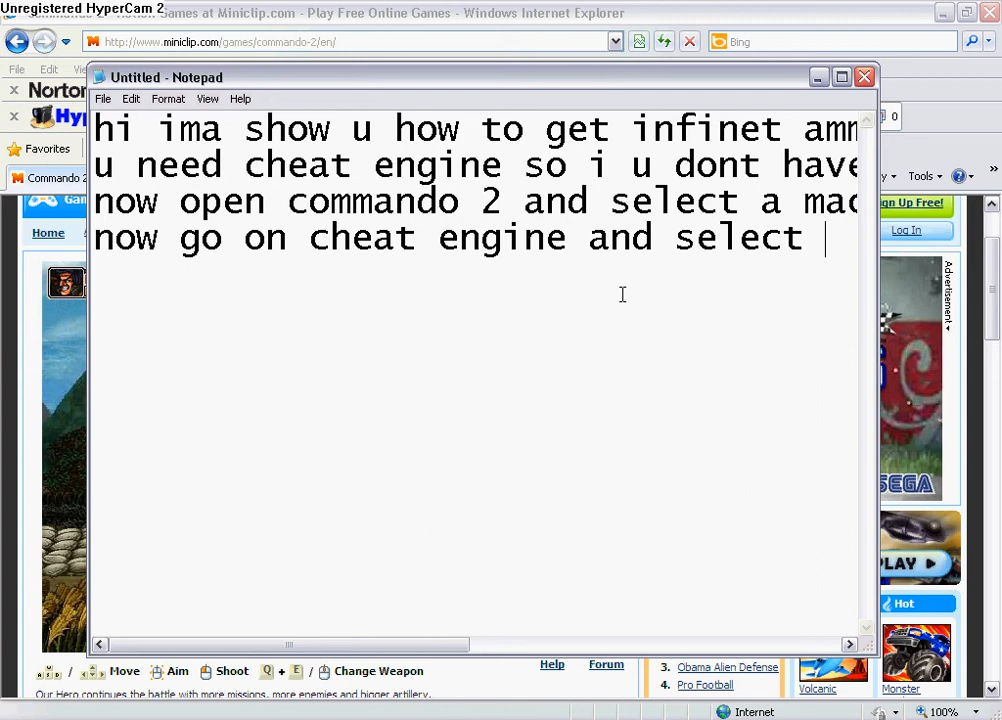 Unregistered HyperCam 2
Games at Miniclip.com - Play Free Online Games - Windows Internet Explorer
http://www.miniclip.com/games/commando-2/en/
Bing
File Edit
Norton
Untitled - Notepad
File Edit Format View Help
0
Favorites
Commando 2
Tools
hi ima show u how to get infinet amm
u need cheat engine so i u dont have
now open commando 2 and select a mac
now go on cheat engine and select
Sign Up Free!
Log In
Home
Advertisement
SEGA
PLAY
Hot
Q + E / Move Aim Shoot / Change Weapon
Our Hero continues the battle with more missions, more enemies and bigger artillery.
Help Forum
3. Obama Alien Defense
4. Pro Football
Volcanic
Monster
Internet
100%